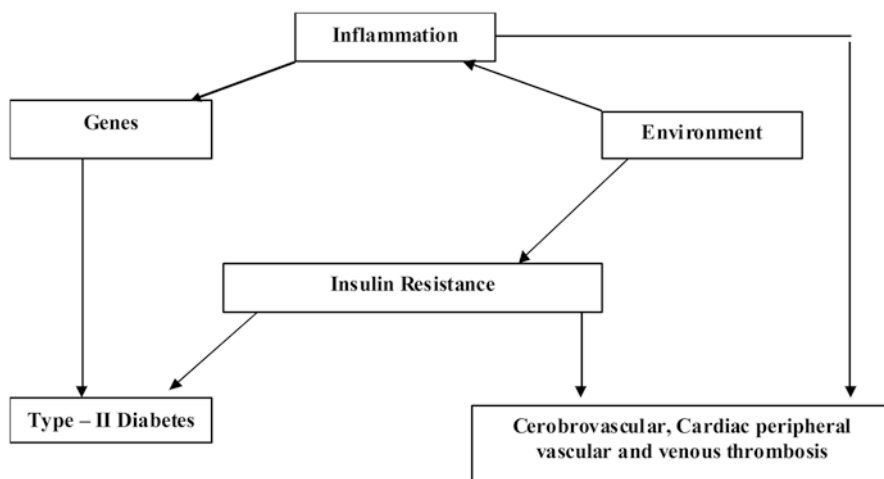 Inflammation
Genes
Environment
Insulin Resistance
Type – II Diabetes
Cerobrovascular, Cardiac peripheral
vascular and venous thrombosis